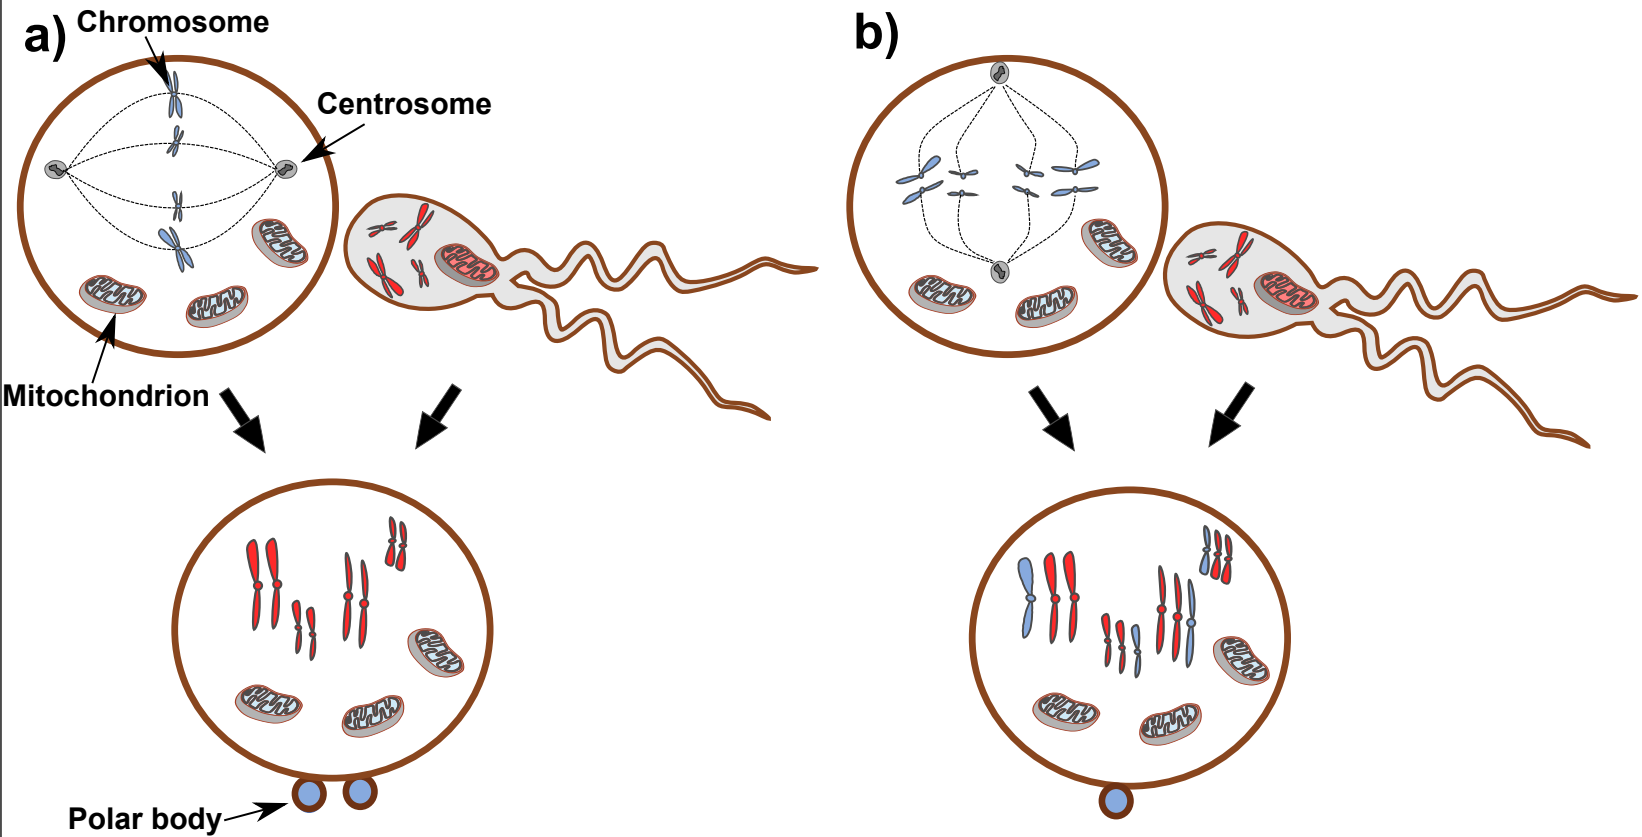 a)
Chromosome
Centrosome
Mitochondrion
Polar body
b)